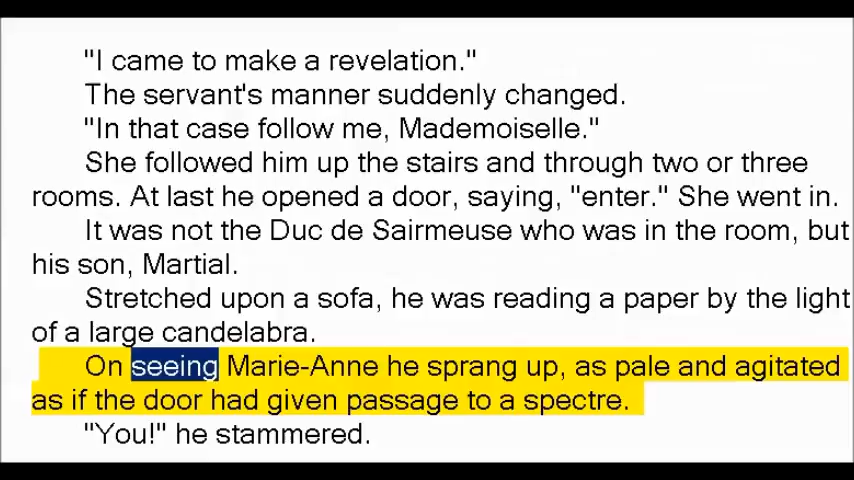 "I came to make a revelation."
The servant's manner suddenly changed.
"In that case follow me, Mademoiselle."
She followed him up the stairs and through two or three
rooms. At last he opened a door, saying, "enter." She went in.
It was not the Duc de Sairmeuse who was in the room, but
his son, Martial.
Stretched upon a sofa, he was reading a paper by the light
of a large candelabra.
On seeing Marie-Anne he sprang up, as pale and agitated
as if the door had given passage to a spectre.
"You!" he stammered.